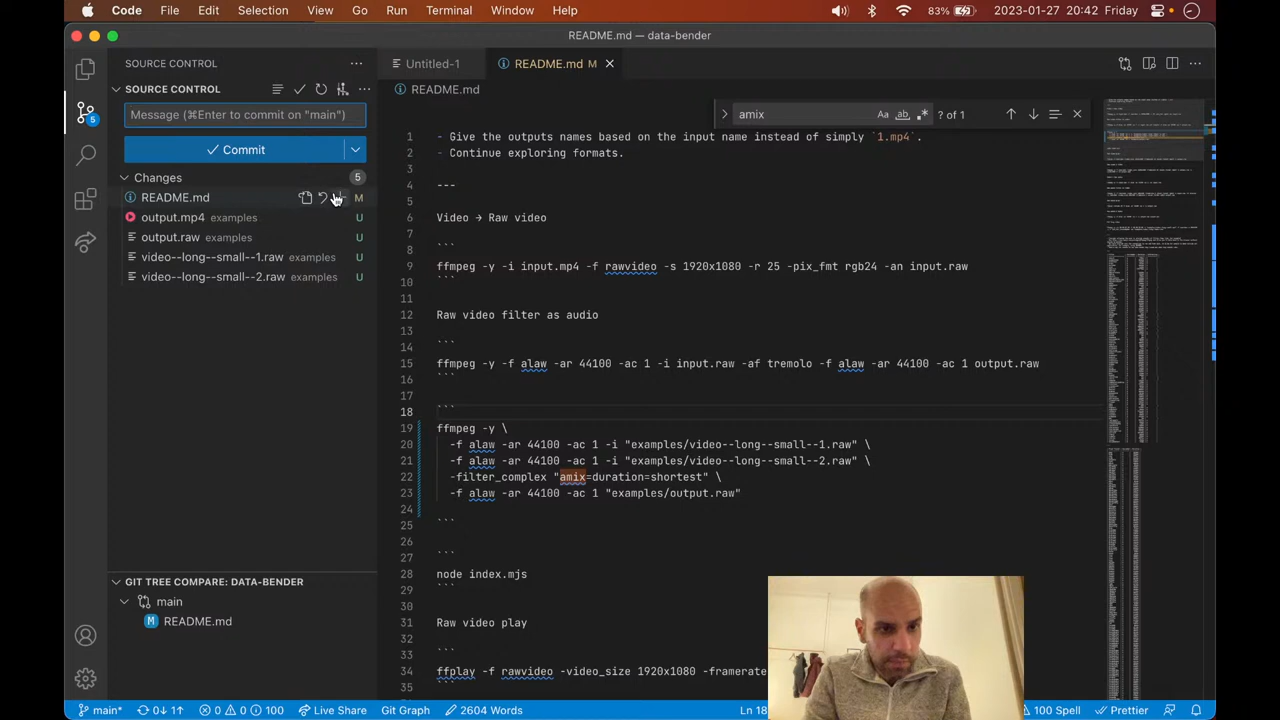 Code File Edit Selection View Go Run Terminal Window Help 83% 2023-01-27 20:42 Friday
README.md — data-bender
SOURCE CONTROL ···
Untitled-1 README.md M
SOURCE CONTROL
README.md
Message (⌘Enter to commit on "main")
amix Aa ab ? of 1
Commit
Changes 5
README.md M
output.mp4 examples U
output.raw examples U
video--long--small--1.raw examples U
video--long--small--2.raw examples U
5
GIT TREE COMPARE: DATA-BENDER
main
README.md
Give the outputs names based on the input name instead of simply `1.mp4`.
2 Continue exploring formats.
3
4 ---
5
6 Video → Raw video
7
8 ```
9 ffmpeg -y -i input.mp4 -f rawvideo -s 1920x1080 -r 25 -pix_fmt rgb24 -an input.raw
10 ```
11
12 Raw video filter as audio
13
14 ```
15 ffmpeg -y -f alaw -ar 44100 -ac 1 -i input.raw -af tremolo -f alaw -ar 44100 -ac 1 output.raw
16 ```
17
18 ```
19 ffmpeg -y \
20 -f alaw -ar 44100 -ac 1 -i "examples/video--long--small--1.raw" \
21 -f alaw -ar 44100 -ac 1 -i "examples/video--long--small--2.raw" \
22 -filter_complex "amix=duration=shortest" \
23 -f alaw -ar 44100 -ac 1 "examples/output.raw"
24
25 ```
26
27 ```
28 node index.mjs
29 ```
30
31 Raw video play
32
33 ```
34 ffplay -f rawvideo -video_size 1920x1080 -framerate
35 ```
main* 0↓ 1↑ 0 0 100 Live Share Git Graph 2604 Words Ln 18 100 Spell Prettier